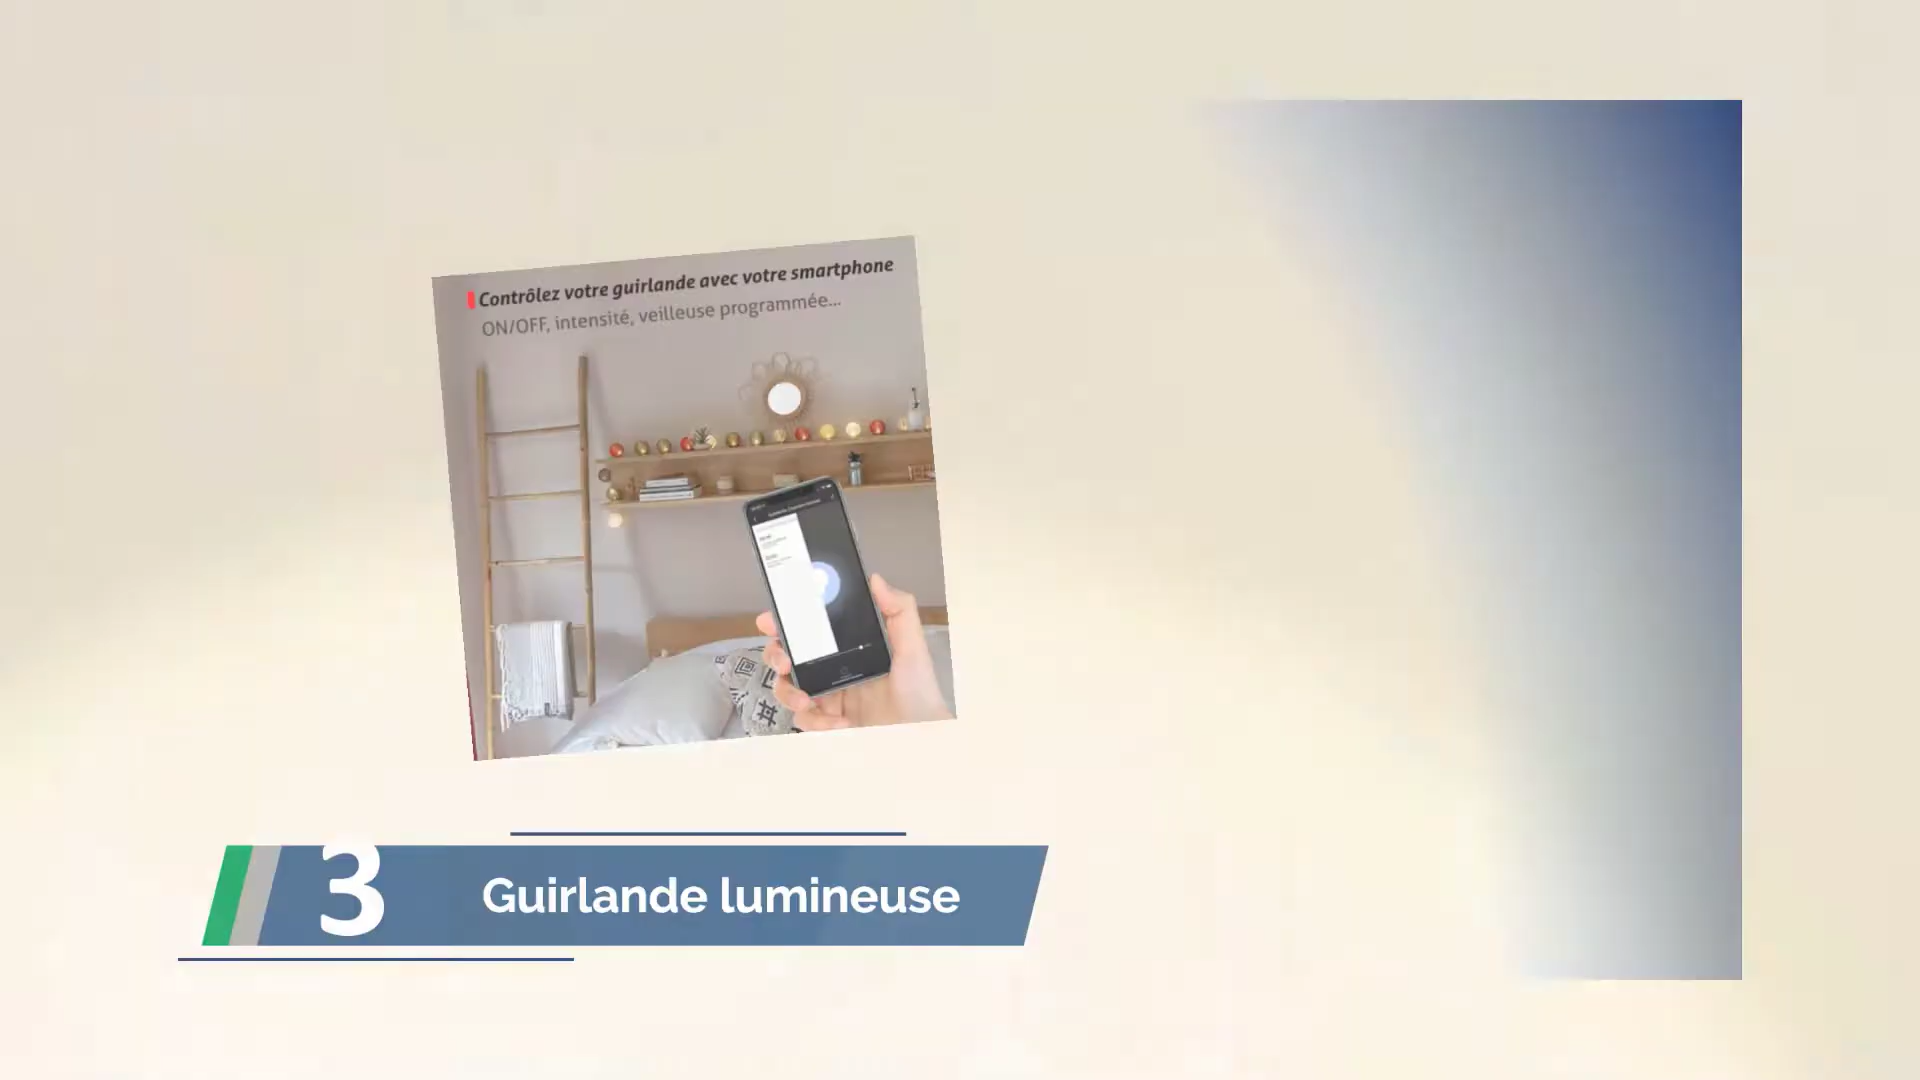 Contrôlez votre guirlande avec votre smartphone
ON/OFF, intensité, veilleuse programmée...
3
Guirlande lumineuse